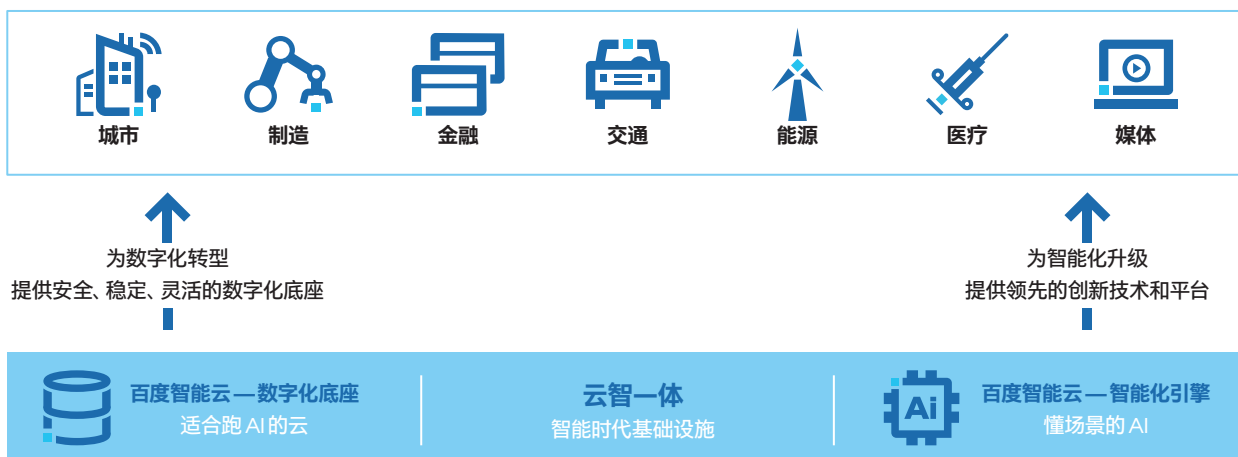 城市
制造
金融
交通
能源
医疗
媒体
为数字化转型
提供安全、稳定、灵活的数字化底座
为智能化升级
提供领先的创新技术和平台
百度智能云—数字化底座
适合跑AI的云
云智一体
智能时代基础设施
Ai
百度智能云—智能化引擎
懂场景的AI